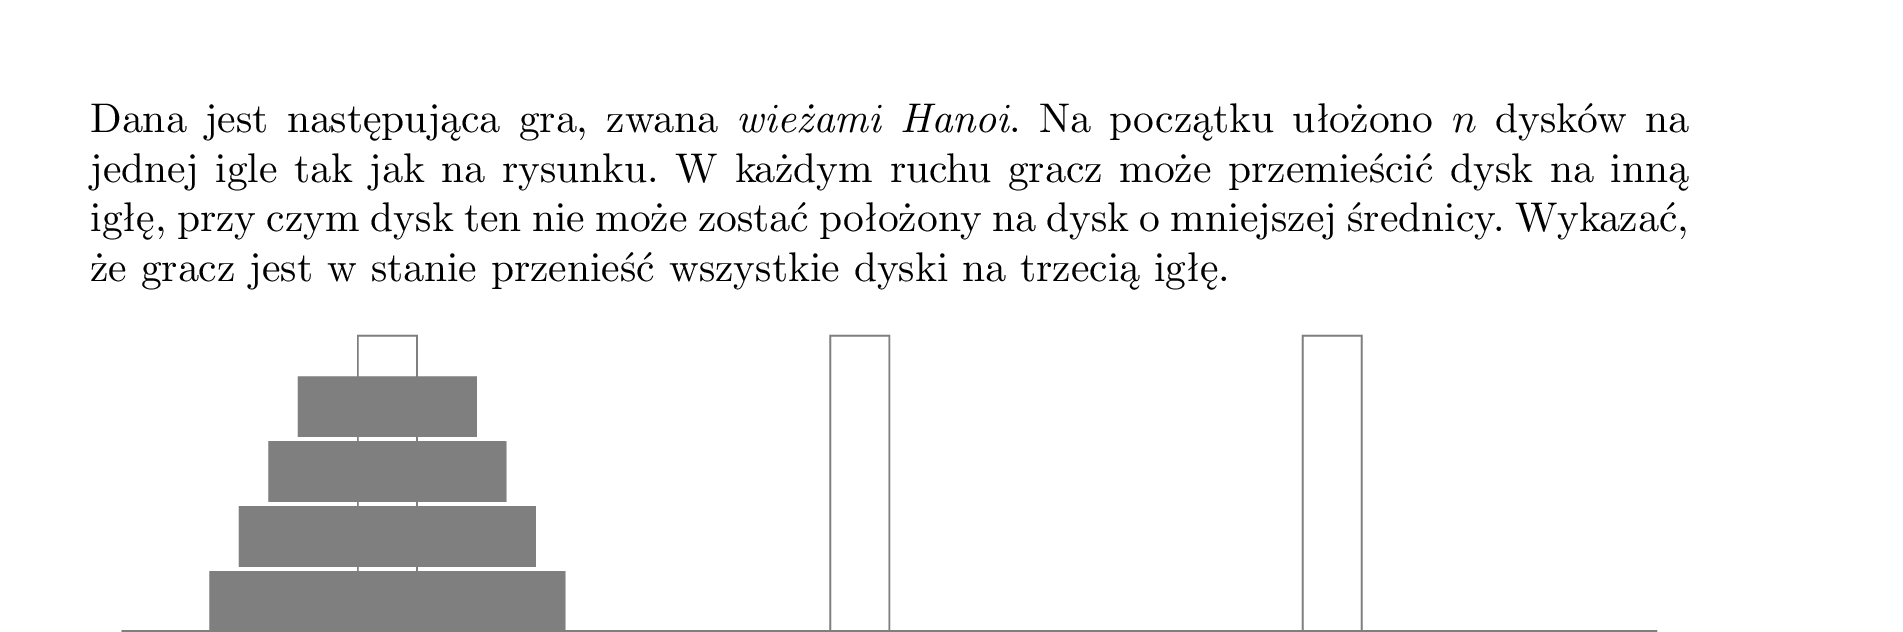 Dana jest następująca gra, zwana wieżami Hanoi. Na początku ułożono n dysków na
jednej igle tak jak na rysunku. W każdym ruchu gracz może przemieścić dysk na inną
igłę, przy czym dysk ten nie może zostać położony na dysk o mniejszej średnicy. Wykazać,
że gracz jest w stanie przenieść wszystkie dyski na trzecią igłę.